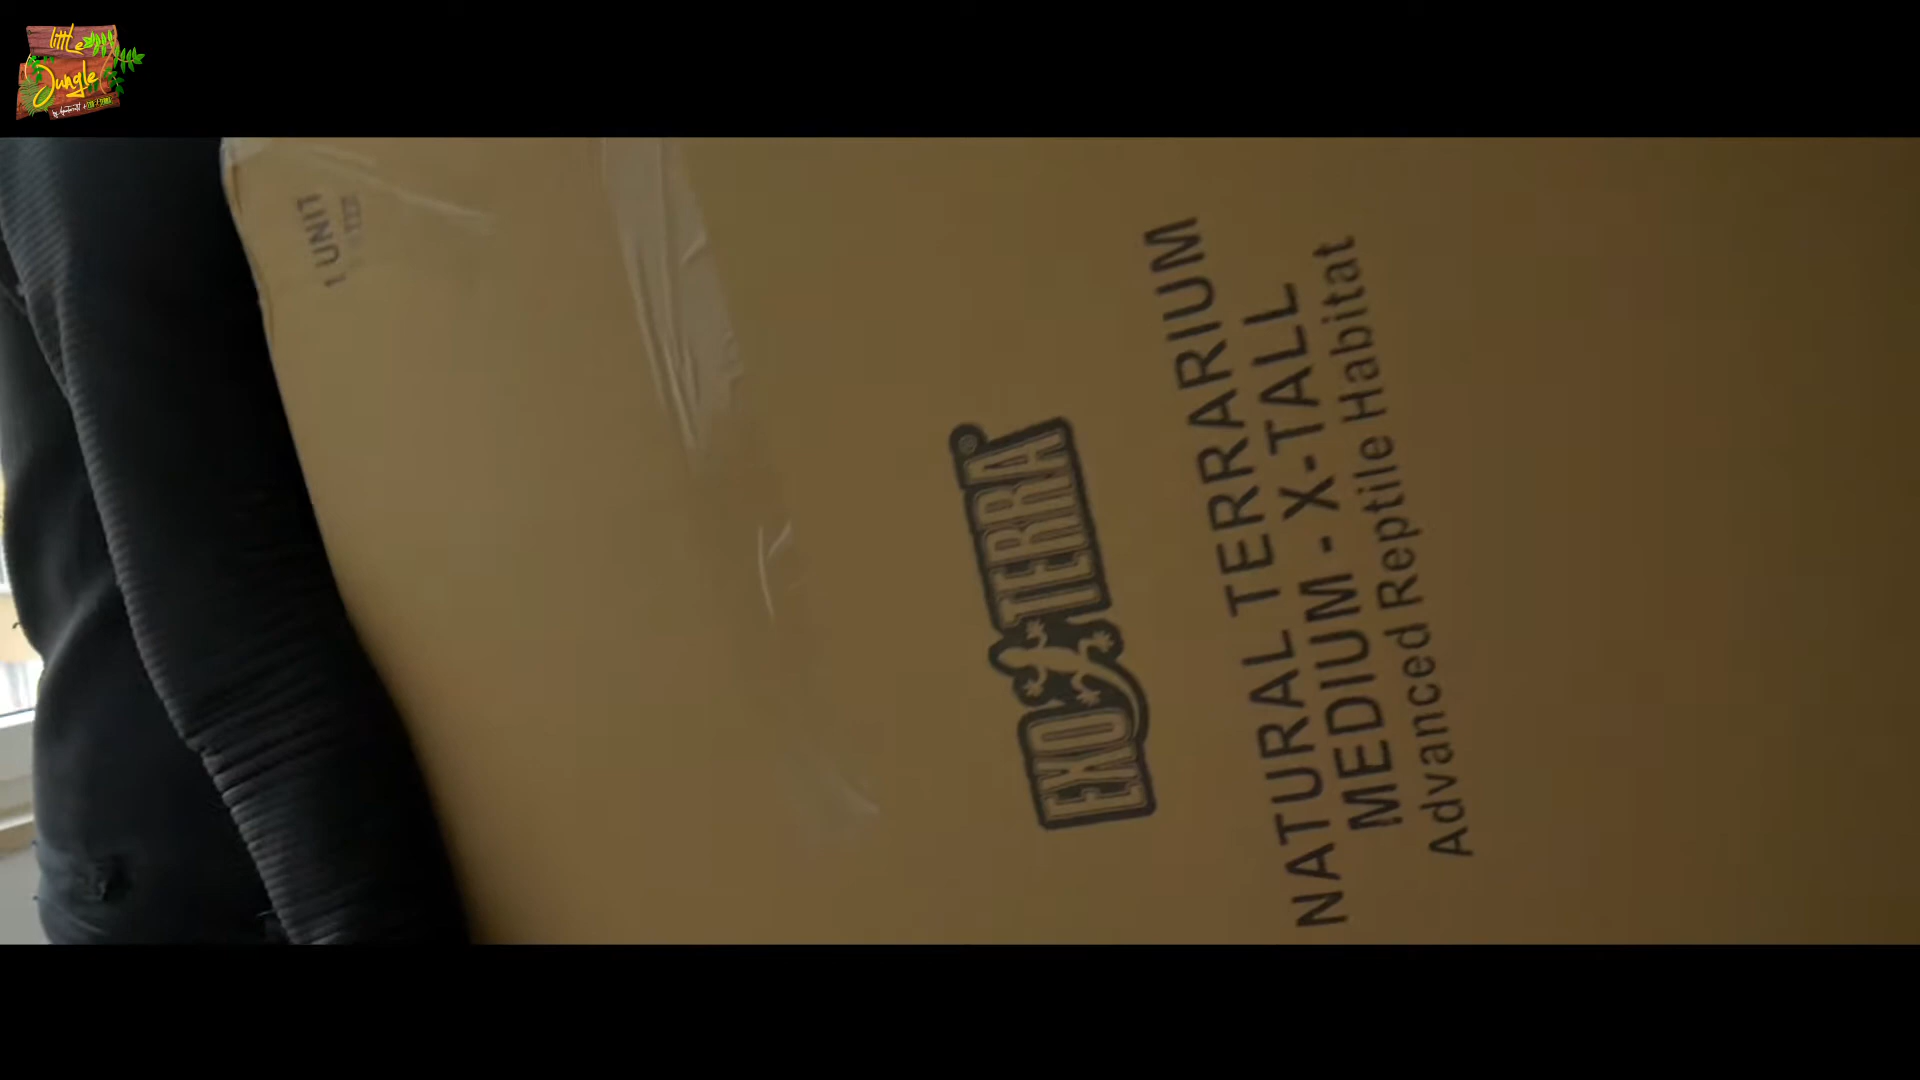 little
Jungle
1 UNIT
EXO TERRA®
NATURAL TERRARIUM
MEDIUM - X-TALL
Advanced Reptile Habitat